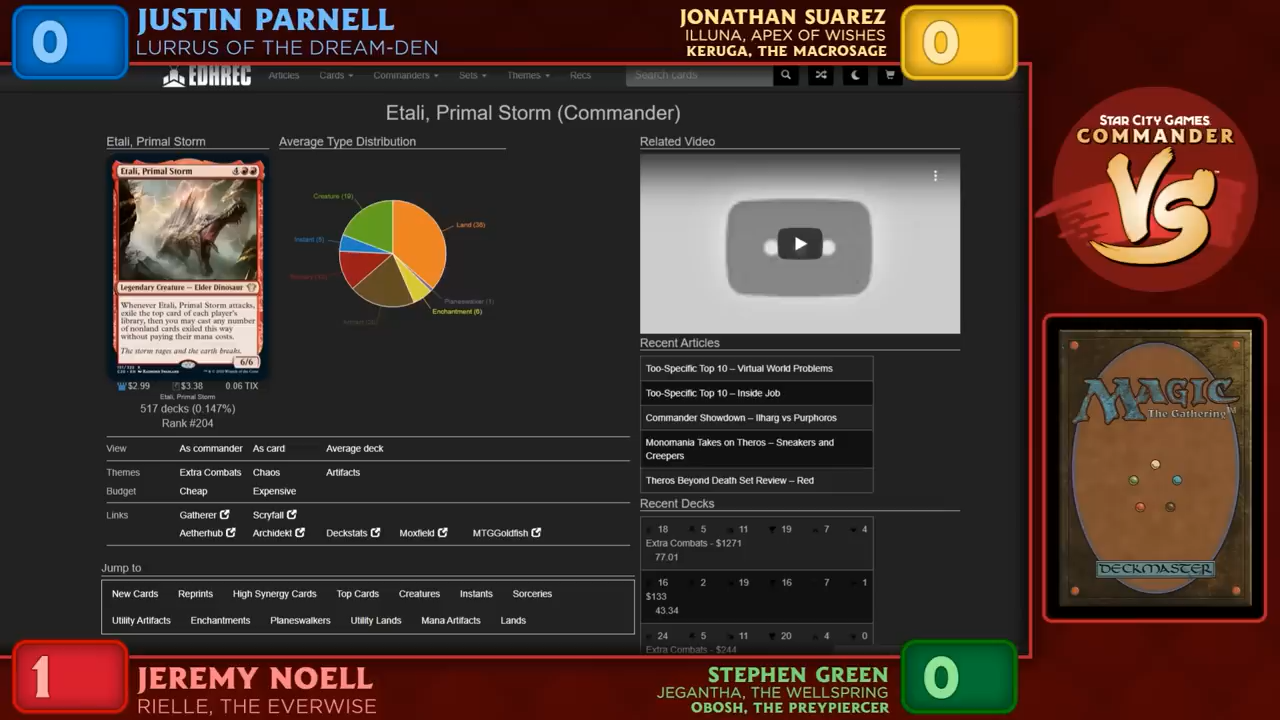 0
JUSTIN PARNELL
LURRUS OF THE DREAM-DEN
JONATHAN SUAREZ
ILLUNA, APEX OF WISHES
KERUGA, THE MACROSAGE
0
EDHREC
Articles
Cards
Commanders
Sets
Themes
Recs
Search cards
Etali, Primal Storm (Commander)
Etali, Primal Storm
Average Type Distribution
Related Video
Etali, Primal Storm
Legendary Creature — Elder Dinosaur
Whenever Etali, Primal Storm attacks,
exile the top card of each player's
library, then you may cast any number
of nonland cards exiled this way
without paying their mana costs.
The storm rages and the earth breaks.
6/6
$2.99
$3.38
0.06 TIX
Etali, Primal Storm
517 decks (0.147%)
Rank #204
Creature (19)
Land (38)
Instant (5)
Planeswalker (1)
Enchantment (6)
View
As commander
As card
Average deck
Themes
Extra Combats
Chaos
Artifacts
Budget
Cheap
Expensive
Links
Gatherer
Scryfall
Aetherhub
Archidekt
Deckstats
Moxfield
MTGGoldfish
Jump to
New Cards
Reprints
High Synergy Cards
Top Cards
Creatures
Instants
Sorceries
Utility Artifacts
Enchantments
Planeswalkers
Utility Lands
Mana Artifacts
Lands
Recent Articles
Too-Specific Top 10 – Virtual World Problems
Too-Specific Top 10 – Inside Job
Commander Showdown – Ilharg vs Purphoros
Monomania Takes on Theros – Sneakers and
Creepers
Theros Beyond Death Set Review – Red
Recent Decks
18 5 11 19 7 4
Extra Combats - $1271
77.01
16 2 19 16 7 1
$133
43.34
24 5 11 20 4 0
Extra Combats - $244
STAR CITY GAMES
COMMANDER
VS
MAGIC
The Gathering
DECKMASTER
1
JEREMY NOELL
RIELLE, THE EVERWISE
STEPHEN GREEN
JEGANTHA, THE WELLSPRING
OBOSH, THE PREYPIERCER
0